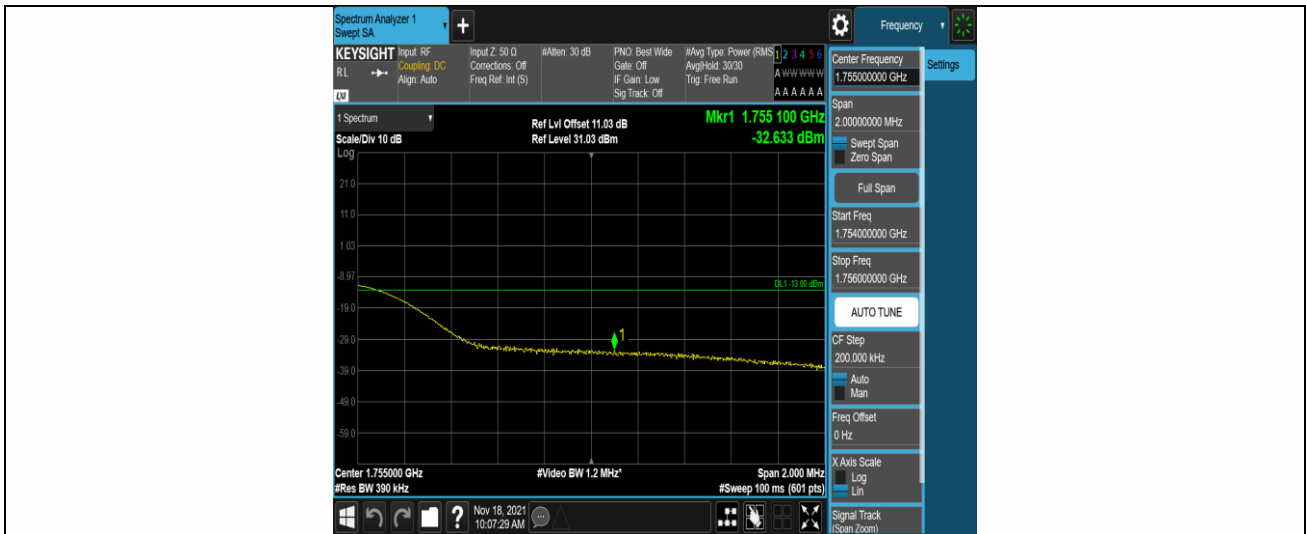 Spectrum Analyzer 1
Swept SA
+
Frequency
KEYSIGHT
R L
LXI
Input: RF
Coupling: DC
Align: Auto
Input Z: 50 Ω
Corrections: Off
Freq Ref: Int (S)
#Atten: 30 dB
PNO: Best Wide
Gate: Off
IF Gain: Low
Sig Track: Off
#Avg Type: Power (RMS
Avg|Hold: 30/30
Trig: Free Run
1 2 3 4 5 6
A W W W W W
A A A A A A
1 Spectrum
Scale/Div 10 dB
Log
Ref Lvl Offset 11.03 dB
Ref Level 31.03 dBm
Mkr1 1.755 100 GHz
-32.633 dBm
21.0
11.0
1.03
-8.97
-19.0
-29.0
-39.0
-49.0
-59.0
DL1 -13.00 dBm
1
Center 1.755000 GHz
#Res BW 390 kHz
#Video BW 1.2 MHz*
Span 2.000 MHz
#Sweep 100 ms (601 pts)
?
Nov 18, 2021
10:07:29 AM
Center Frequency
1.755000000 GHz
Settings
Span
2.00000000 MHz
Swept Span
Zero Span
Full Span
Start Freq
1.754000000 GHz
Stop Freq
1.756000000 GHz
AUTO TUNE
CF Step
200.000 kHz
Auto
Man
Freq Offset
0 Hz
X Axis Scale
Log
Lin
Signal Track
(Span Zoom)